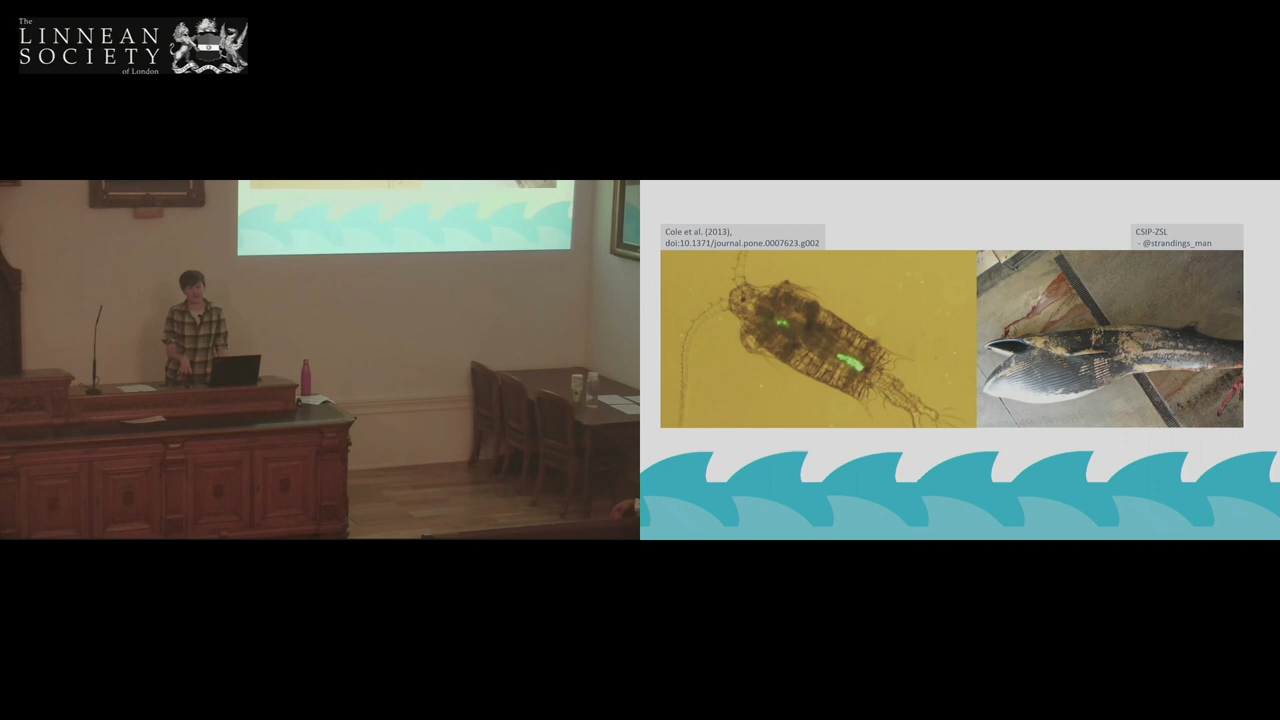 The
LINNEAN
SOCIETY
of London
Cole et al. (2013),
doi:10.1371/journal.pone.0007623.g002
CSIP-ZSL
- @strandings_man